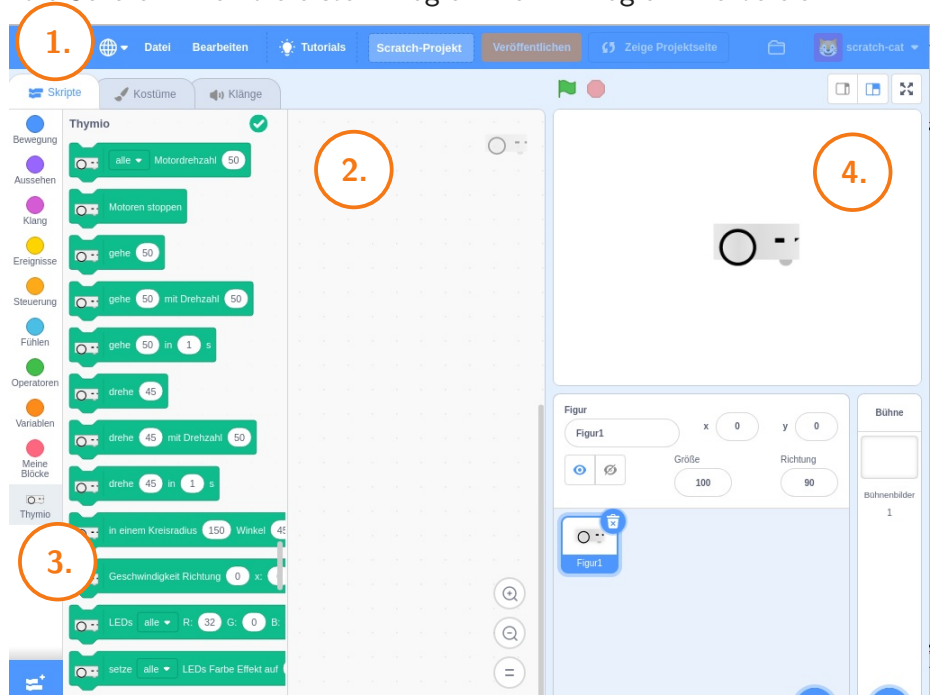 1.
Datei Bearbeiten Tutorials Scratch-Projekt Veröffentlichen Zeige Projektseite scratch-cat
Skripte Kostüme Klänge
Bewegung
Aussehen
Klang
Ereignisse
Steuerung
Fühlen
Operatoren
Variablen
Meine
Blöcke
Thymio
3.
Thymio
alle Motordrehzahl 50
Motoren stoppen
gehe 50
gehe 50 mit Drehzahl 50
gehe 50 in 1 s
drehe 45
drehe 45 mit Drehzahl 50
drehe 45 in 1 s
in einem Kreisradius 150 Winkel 45
Geschwindigkeit Richtung 0 x:
LEDs alle R: 32 G: 0 B:
setze alle LEDs Farbe Effekt auf
2.
4.
Figur
Figur1 x 0 y 0
Größe Richtung
100 90
Figur1
Bühne
Bühnenbilder
1